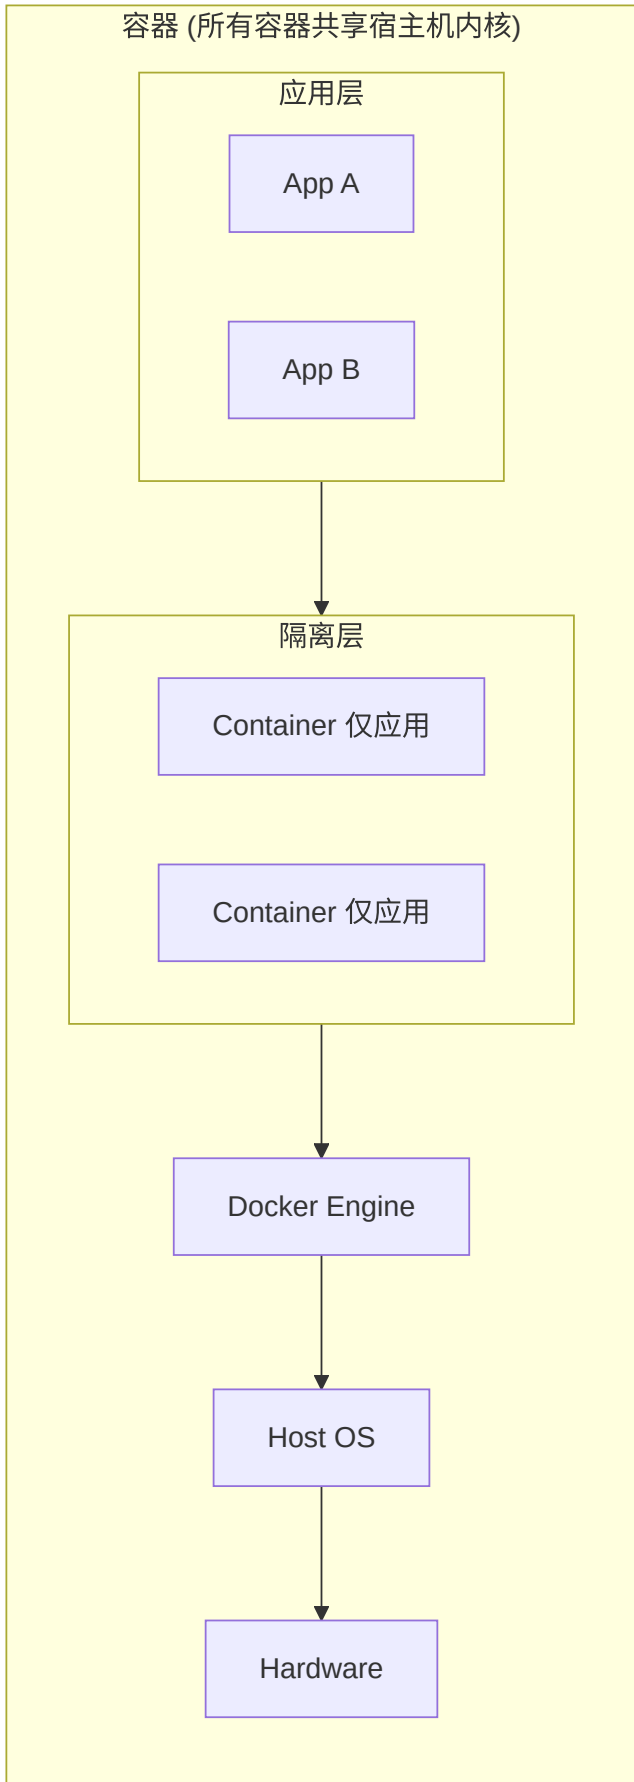 容器 (所有容器共享宿主机内核)
应用层
App A
App B
隔离层
Container 仅应用
Container 仅应用
Docker Engine
Host OS
Hardware